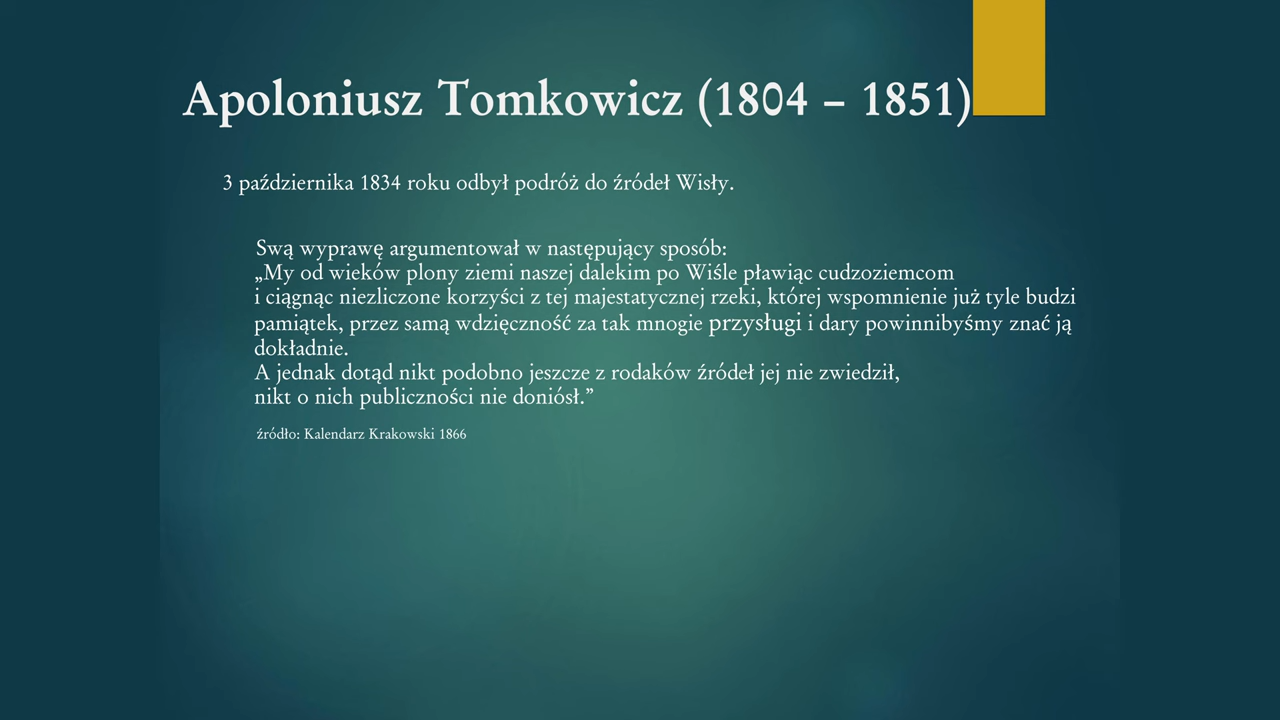 Apoloniusz Tomkowicz (1804 – 1851)
3 października 1834 roku odbył podróż do źródeł Wisły.
Swą wyprawę argumentował w następujący sposób:
„My od wieków plony ziemi naszej dalekim po Wiśle pławiąc cudzoziemcom
i ciągnąc niezliczone korzyści z tej majestatycznej rzeki, której wspomnienie już tyle budzi
pamiątek, przez samą wdzięczność za tak mnogie przysługi i dary powinnibyśmy znać ją
dokładnie.
A jednak dotąd nikt podobno jeszcze z rodaków źródeł jej nie zwiedził,
nikt o nich publiczności nie doniósł.”
źródło: Kalendarz Krakowski 1866